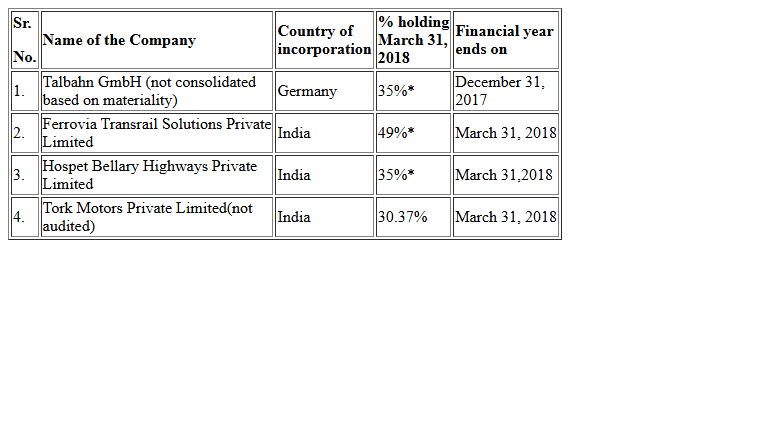 Sr. No. Name of the Company Country of incorporation % holding March 31, 2018 Financial year ends on
1. Talbahn GmbH (not consolidated based on materiality) Germany 35%* December 31, 2017
2. Ferrovia Transrail Solutions Private Limited India 49%* March 31, 2018
3. Hospet Bellary Highways Private Limited India 35%* March 31,2018
4. Tork Motors Private Limited(not audited) India 30.37% March 31, 2018